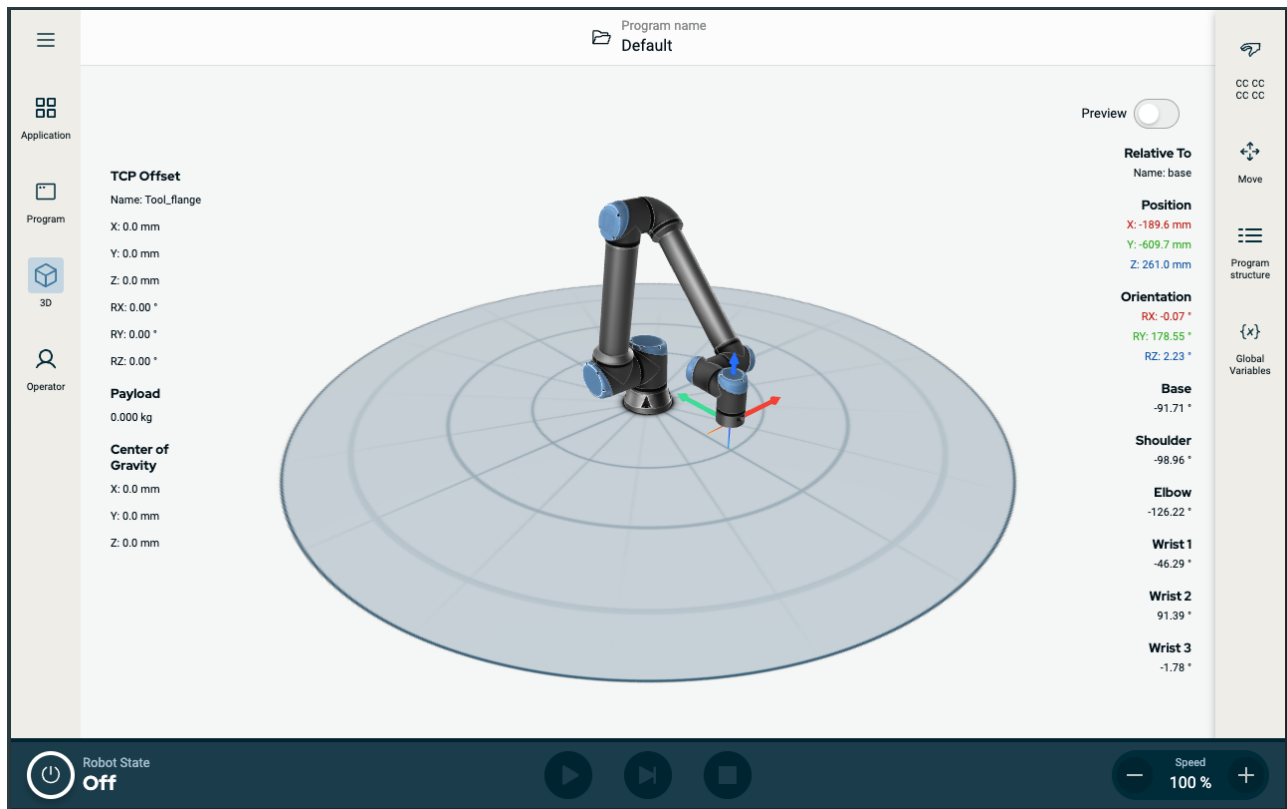 Program name
Default
Application
Program
3D
Operator
TCP Offset
Name: Tool_flange
X: 0.0 mm
Y: 0.0 mm
Z: 0.0 mm
RX: 0.00 °
RY: 0.00 °
RZ: 0.00 °
Payload
0.000 kg
Center of
Gravity
X: 0.0 mm
Y: 0.0 mm
Z: 0.0 mm
Preview
Relative To
Name: base
Position
X: -189.6 mm
Y: -609.7 mm
Z: 261.0 mm
Orientation
RX: -0.07 °
RY: 178.55 °
RZ: 2.23 °
Base
-91.71 °
Shoulder
-98.96 °
Elbow
-126.22 °
Wrist 1
-46.29 °
Wrist 2
91.39 °
Wrist 3
-1.78 °
CC CC
CC CC
Move
Program
structure
{x}
Global
Variables
Robot State
Off
Speed
100 %